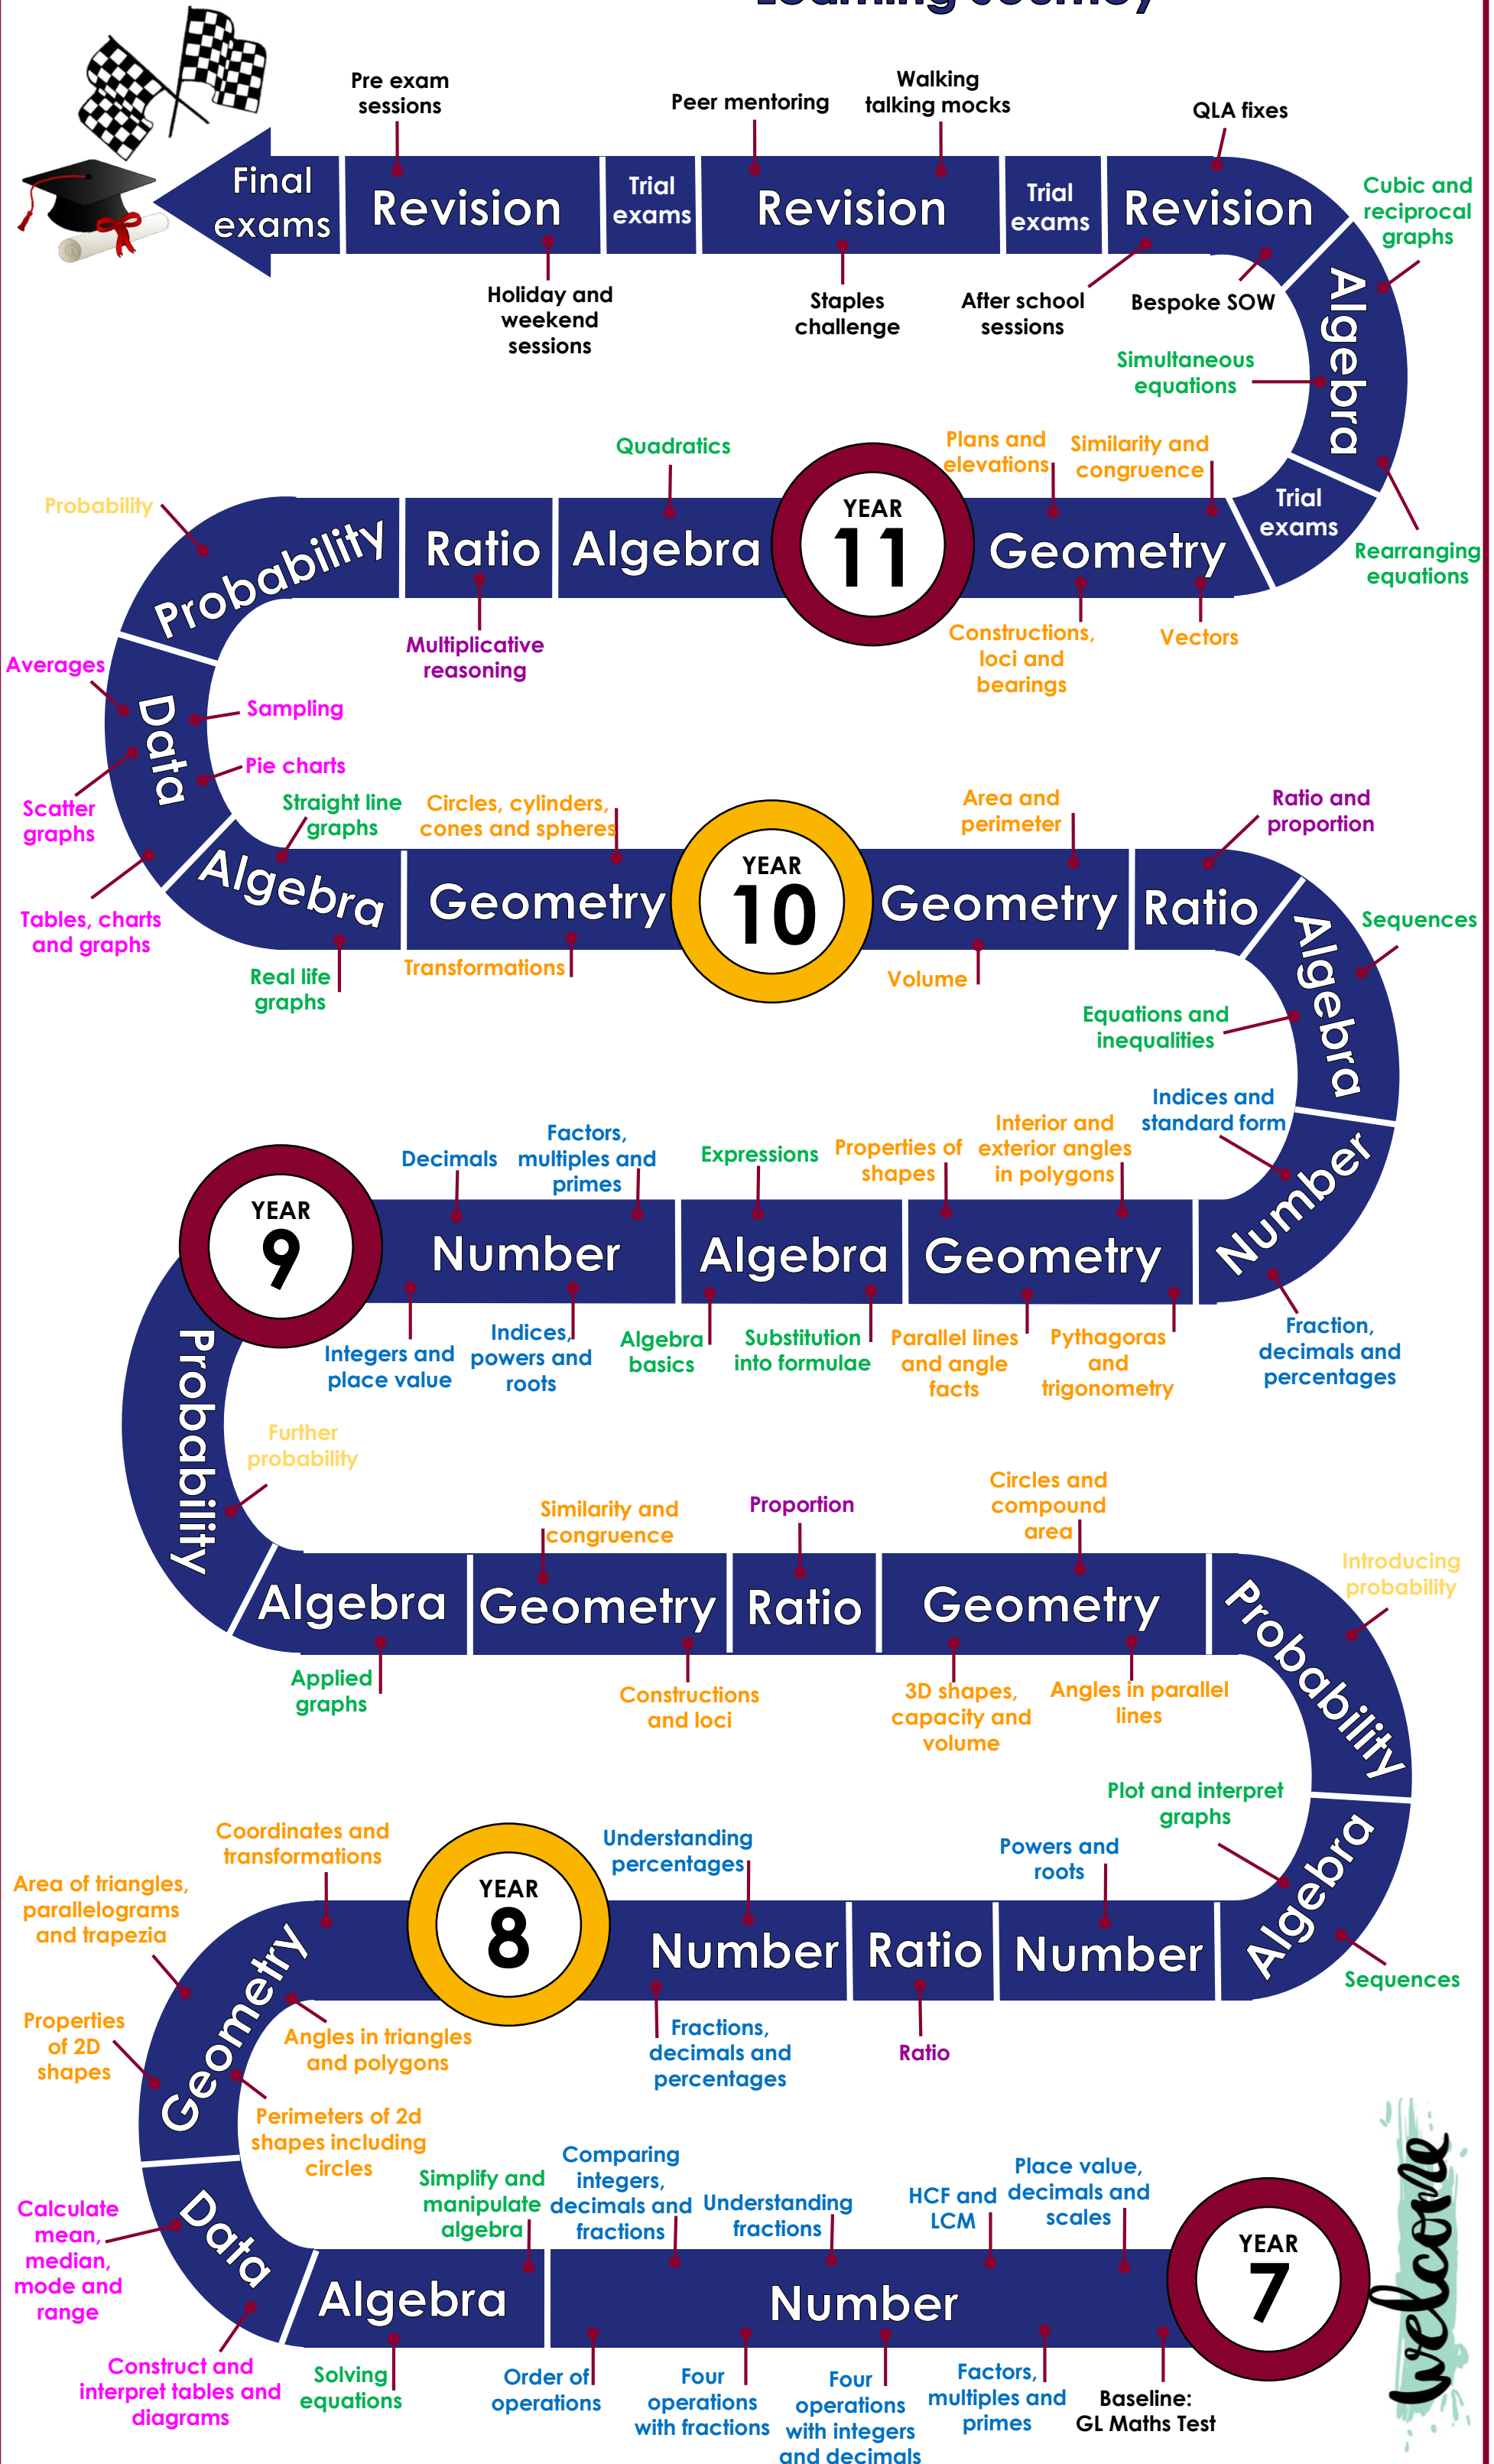 Learning Journey
Pre exam
sessions
Peer mentoring
Walking
talking mocks
QLA fixes
Final
exams
Revision
Trial
exams
Revision
Trial
exams
Revision
Cubic and
reciprocal
graphs
Holiday and
weekend
sessions
Staples
challenge
After school
sessions
Bespoke SOW
Algebra
Simultaneous
equations
Quadratics
Plans and
elevations
Similarity and
congruence
Trial
exams
Rearranging
equations
Probability
Probability
Ratio
Algebra
YEAR
11
Geometry
Multiplicative
reasoning
Constructions,
loci and
bearings
Vectors
Averages
Data
Sampling
Pie charts
Scatter
graphs
Tables, charts
and graphs
Straight line
graphs
Circles, cylinders,
cones and spheres
Area and
perimeter
Ratio and
proportion
Algebra
Geometry
YEAR
10
Geometry
Ratio
Algebra
Sequences
Real life
graphs
Transformations
Volume
Equations and
inequalities
Indices and
standard form
Decimals
Factors,
multiples and
primes
Expressions
Properties of
shapes
Interior and
exterior angles
in polygons
YEAR
9
Number
Algebra
Geometry
Number
Integers and
place value
Indices,
powers and
roots
Algebra
basics
Substitution
into formulae
Parallel lines
and angle
facts
Pythagoras
and
trigonometry
Fraction,
decimals and
percentages
Probability
Further
probability
Similarity and
congruence
Proportion
Circles and
compound
area
Introducing
probability
Algebra
Geometry
Ratio
Geometry
Probability
Applied
graphs
Constructions
and loci
3D shapes,
capacity and
volume
Angles in parallel
lines
Plot and interpret
graphs
Coordinates and
transformations
Understanding
percentages
Powers and
roots
Area of triangles,
parallelograms
and trapezia
YEAR
8
Number
Ratio
Number
Algebra
Sequences
Geometry
Properties
of 2D
shapes
Angles in triangles
and polygons
Fractions,
decimals and
percentages
Ratio
Perimeters of 2d
shapes including
circles
Simplify and
manipulate
algebra
Comparing
integers,
decimals and
fractions
Understanding
fractions
HCF and
LCM
Place value,
decimals and
scales
Calculate
mean,
median,
mode and
range
Data
Algebra
Number
YEAR
7
welcome
Construct and
interpret tables and
diagrams
Solving
equations
Order of
operations
Four
operations
with fractions
Four
operations
with integers
and decimals
Factors,
multiples and
primes
Baseline:
GL Maths Test